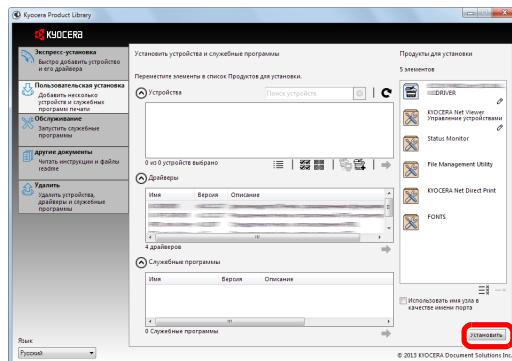 Kyocera Product Library
KYOCERA
Экспресс-установка
Быстро добавить устройство
и его драйвера
Пользовательская установка
Добавить несколько
устройств и служебных
программ печати
Обслуживание
Запустить служебные
программы
другие документы
Читать инструкции и файлы
readme
Удалить
Удалить устройства,
драйверы и служебные
программы
Язык
Русский
Установить устройства и служебные программы
Переместите элементы в список Продуктов для установки.
Устройства
Поиск устройств
0 из 0 устройств выбрано
Драйверы
Имя Версия Описание
4 драйверов
Служебные программы
Имя Версия Описание
0 Служебные программы
Продукты для установки
5 элементов
DRIVER
KYOCERA Net Viewer
Управление устройствами
Status Monitor
File Management Utility
KYOCERA Net Direct Print
FONTS
Использовать имя узла в
качестве имени порта
Установить
© 2013 KYOCERA Document Solutions Inc.